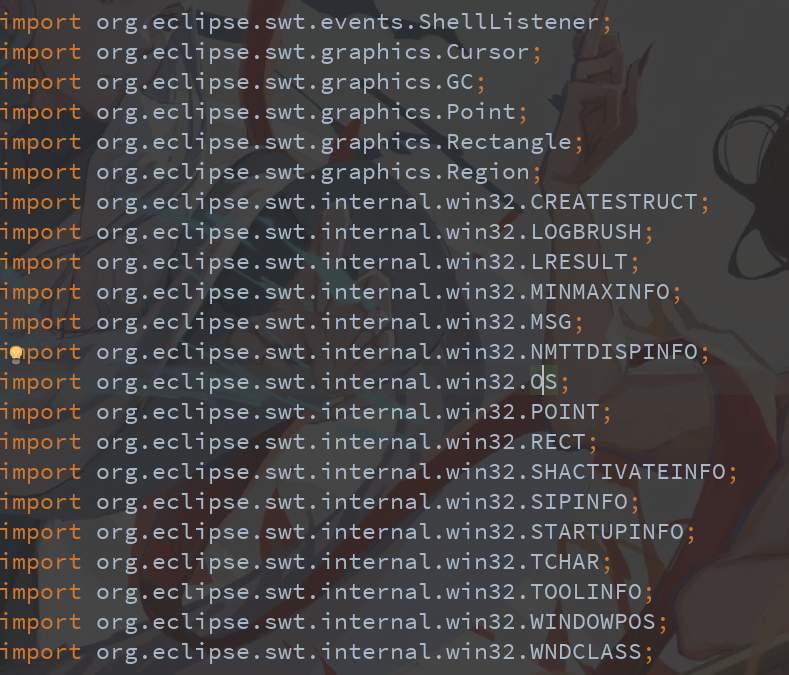 import org.eclipse.swt.events.ShellListener;
import org.eclipse.swt.graphics.Cursor;
import org.eclipse.swt.graphics.GC;
import org.eclipse.swt.graphics.Point;
import org.eclipse.swt.graphics.Rectangle;
import org.eclipse.swt.graphics.Region;
import org.eclipse.swt.internal.win32.CREATESTRUCT;
import org.eclipse.swt.internal.win32.LOGBRUSH;
import org.eclipse.swt.internal.win32.LRESULT;
import org.eclipse.swt.internal.win32.MINMAXINFO;
import org.eclipse.swt.internal.win32.MSG;
import org.eclipse.swt.internal.win32.NMTTDISPINFO;
import org.eclipse.swt.internal.win32.OS;
import org.eclipse.swt.internal.win32.POINT;
import org.eclipse.swt.internal.win32.RECT;
import org.eclipse.swt.internal.win32.SHACTIVATEINFO;
import org.eclipse.swt.internal.win32.SIPINFO;
import org.eclipse.swt.internal.win32.STARTUPINFO;
import org.eclipse.swt.internal.win32.TCHAR;
import org.eclipse.swt.internal.win32.TOOLINFO;
import org.eclipse.swt.internal.win32.WINDOWPOS;
import org.eclipse.swt.internal.win32.WNDCLASS;